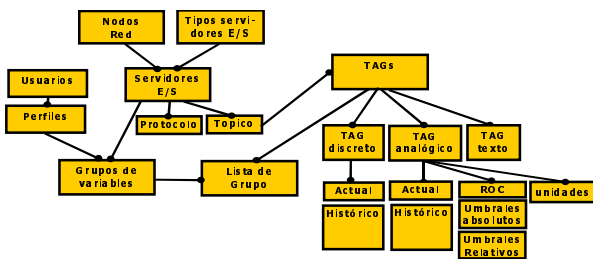 Nodos
Red
Tipos servi-
dores E/S
TAGs
Usuarios
Servidores
E/S
Perfiles
Protocolo
Topico
TAG
discreto
TAG
analógico
TAG
texto
Grupos de
variables
Lista de
Grupo
Actual
Histórico
Actual
Histórico
ROC
Umbrales
absolutos
Umbrales
Relativos
unidades